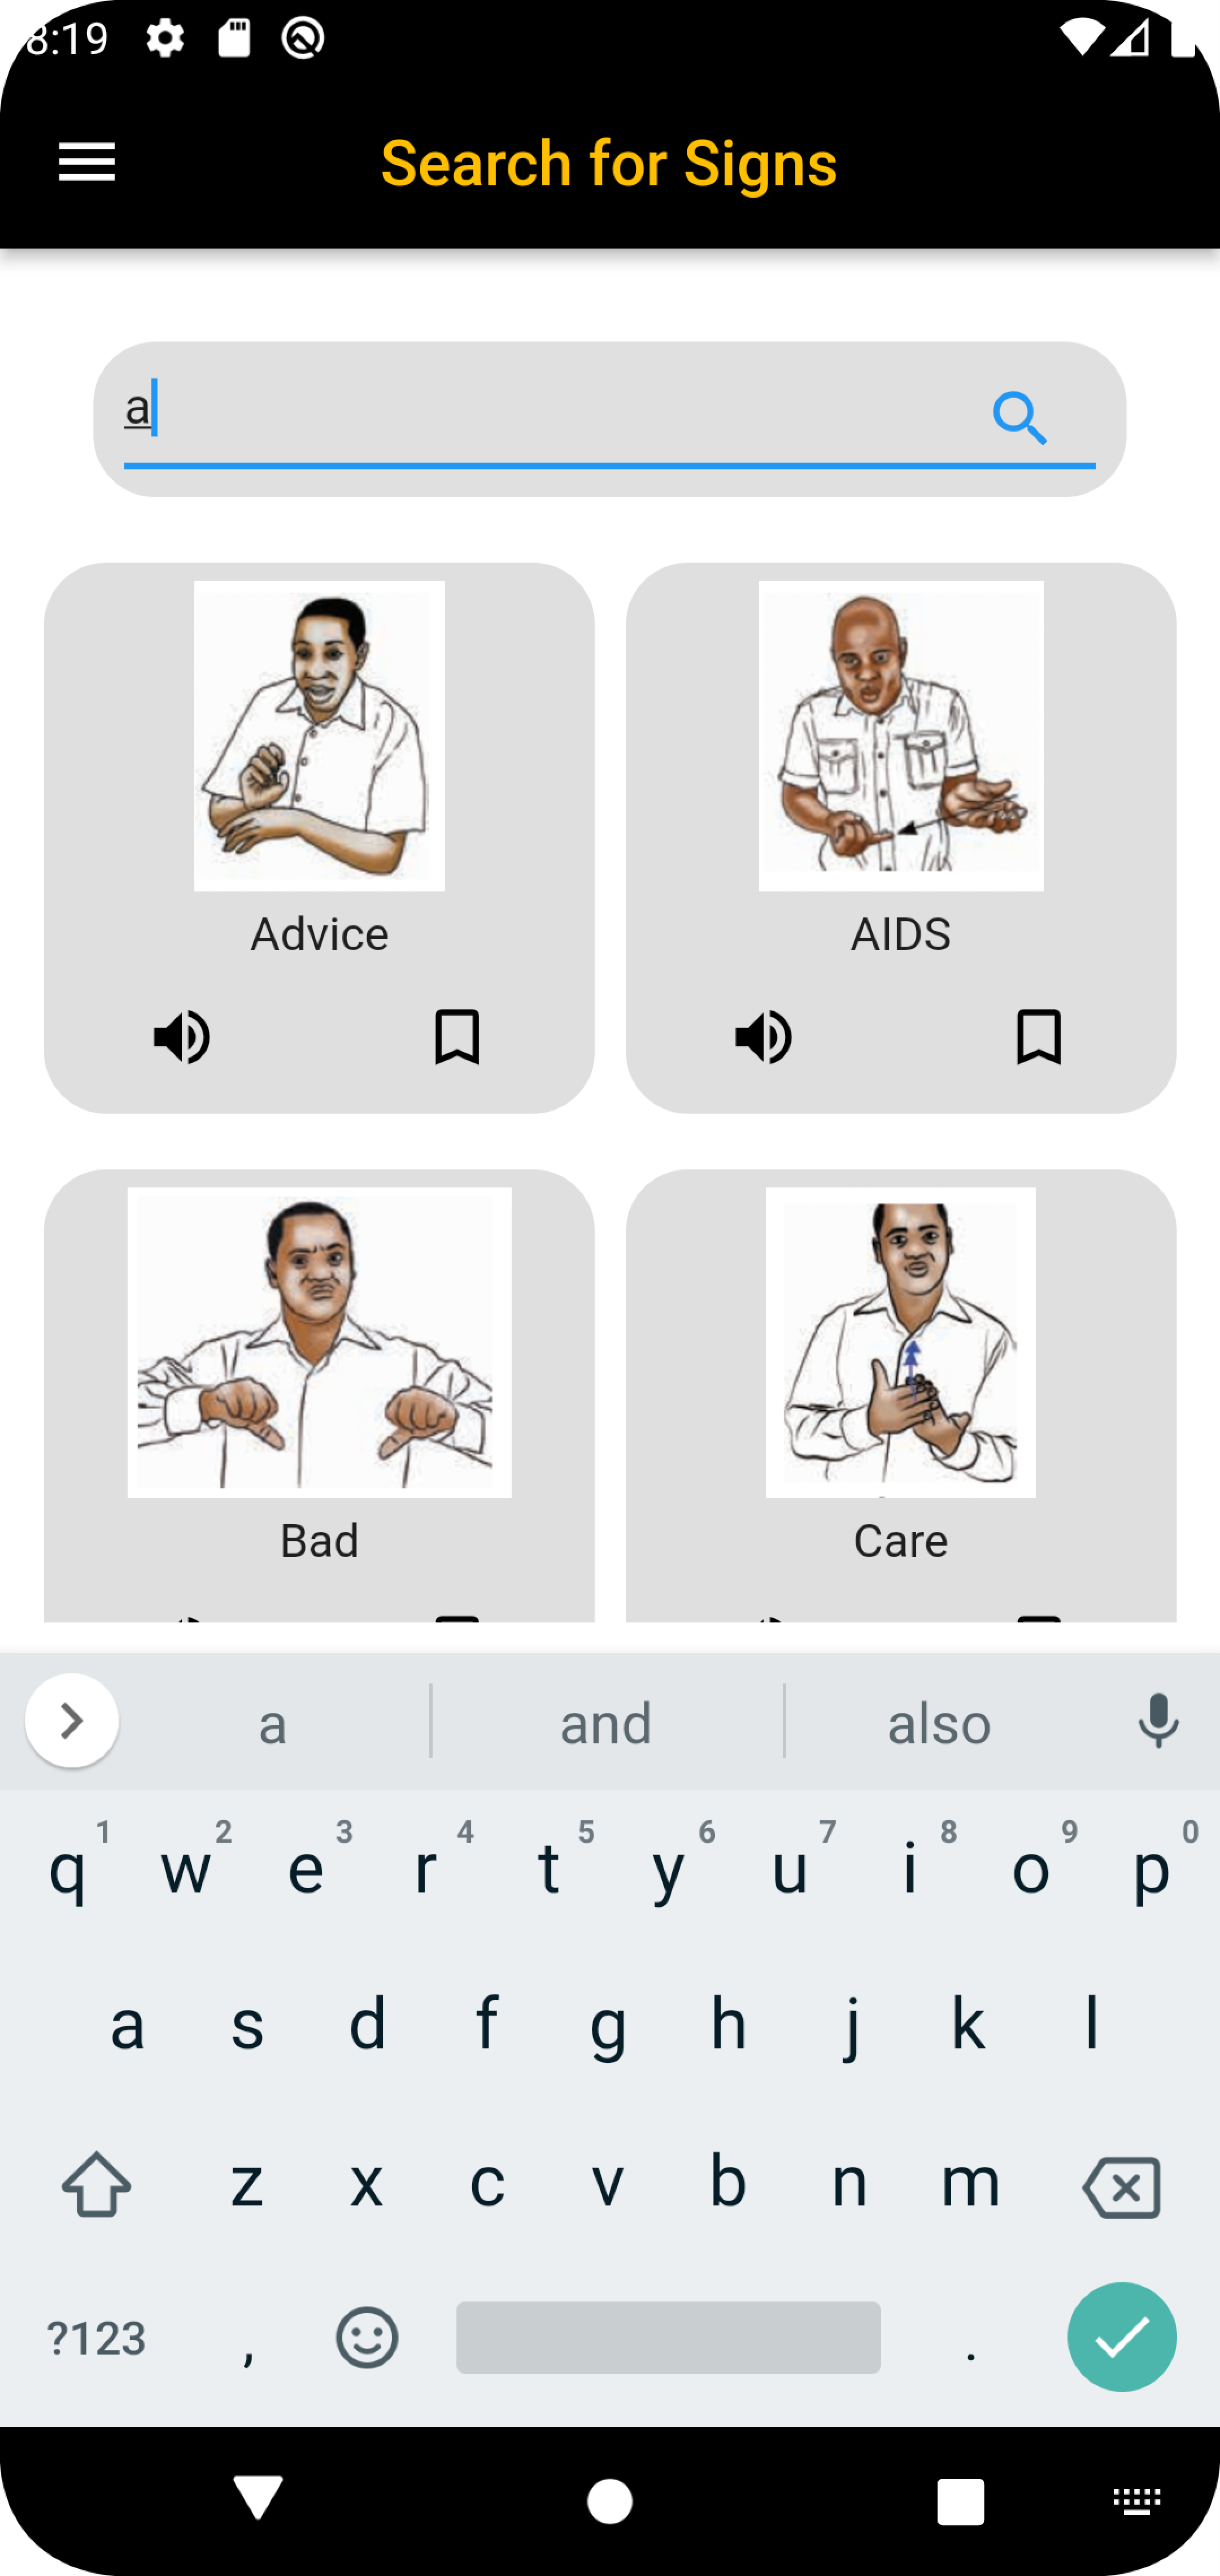 8:19
Search for Signs
a
Advice
AIDS
Bad
Care
a and also
1 2 3 4 5 6 7 8 9 0
q w e r t y u i o p
a s d f g h j k l
z x c v b n m
?123 , .